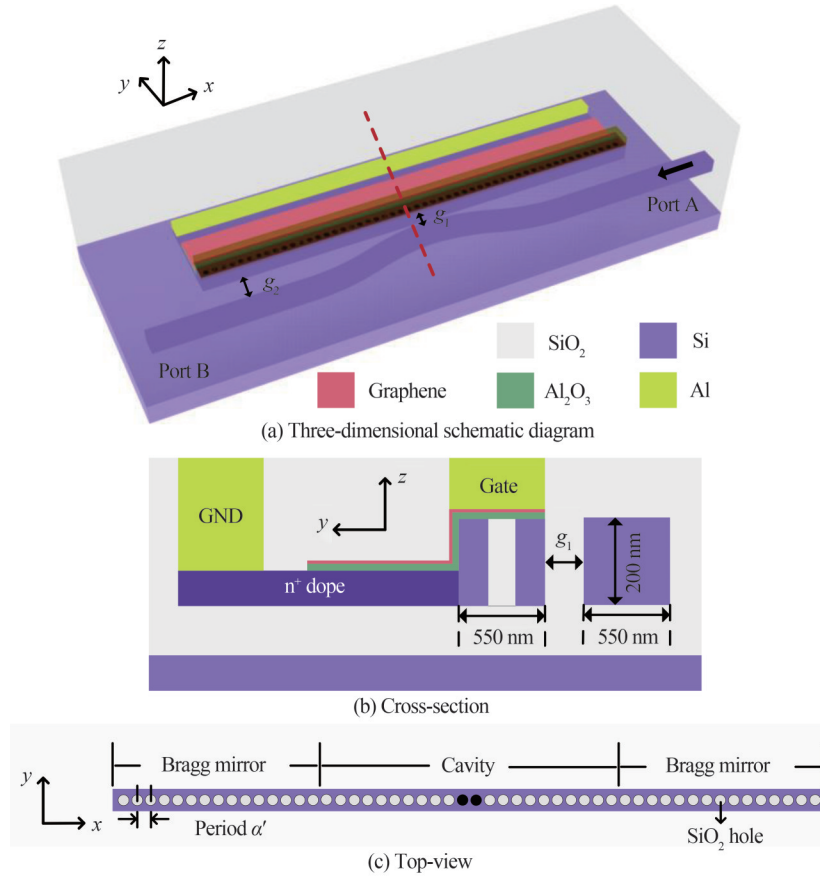 z
y
x
g₁
Port A
g₂
Port B
SiO₂
Si
Graphene
Al₂O₃
Al
(a) Three-dimensional schematic diagram
GND
z
y
Gate
g₁
n⁺ dope
200 nm
550 nm
550 nm
(b) Cross-section
y
x
Bragg mirror
Cavity
Bragg mirror
Period α′
SiO₂ hole
(c) Top-view